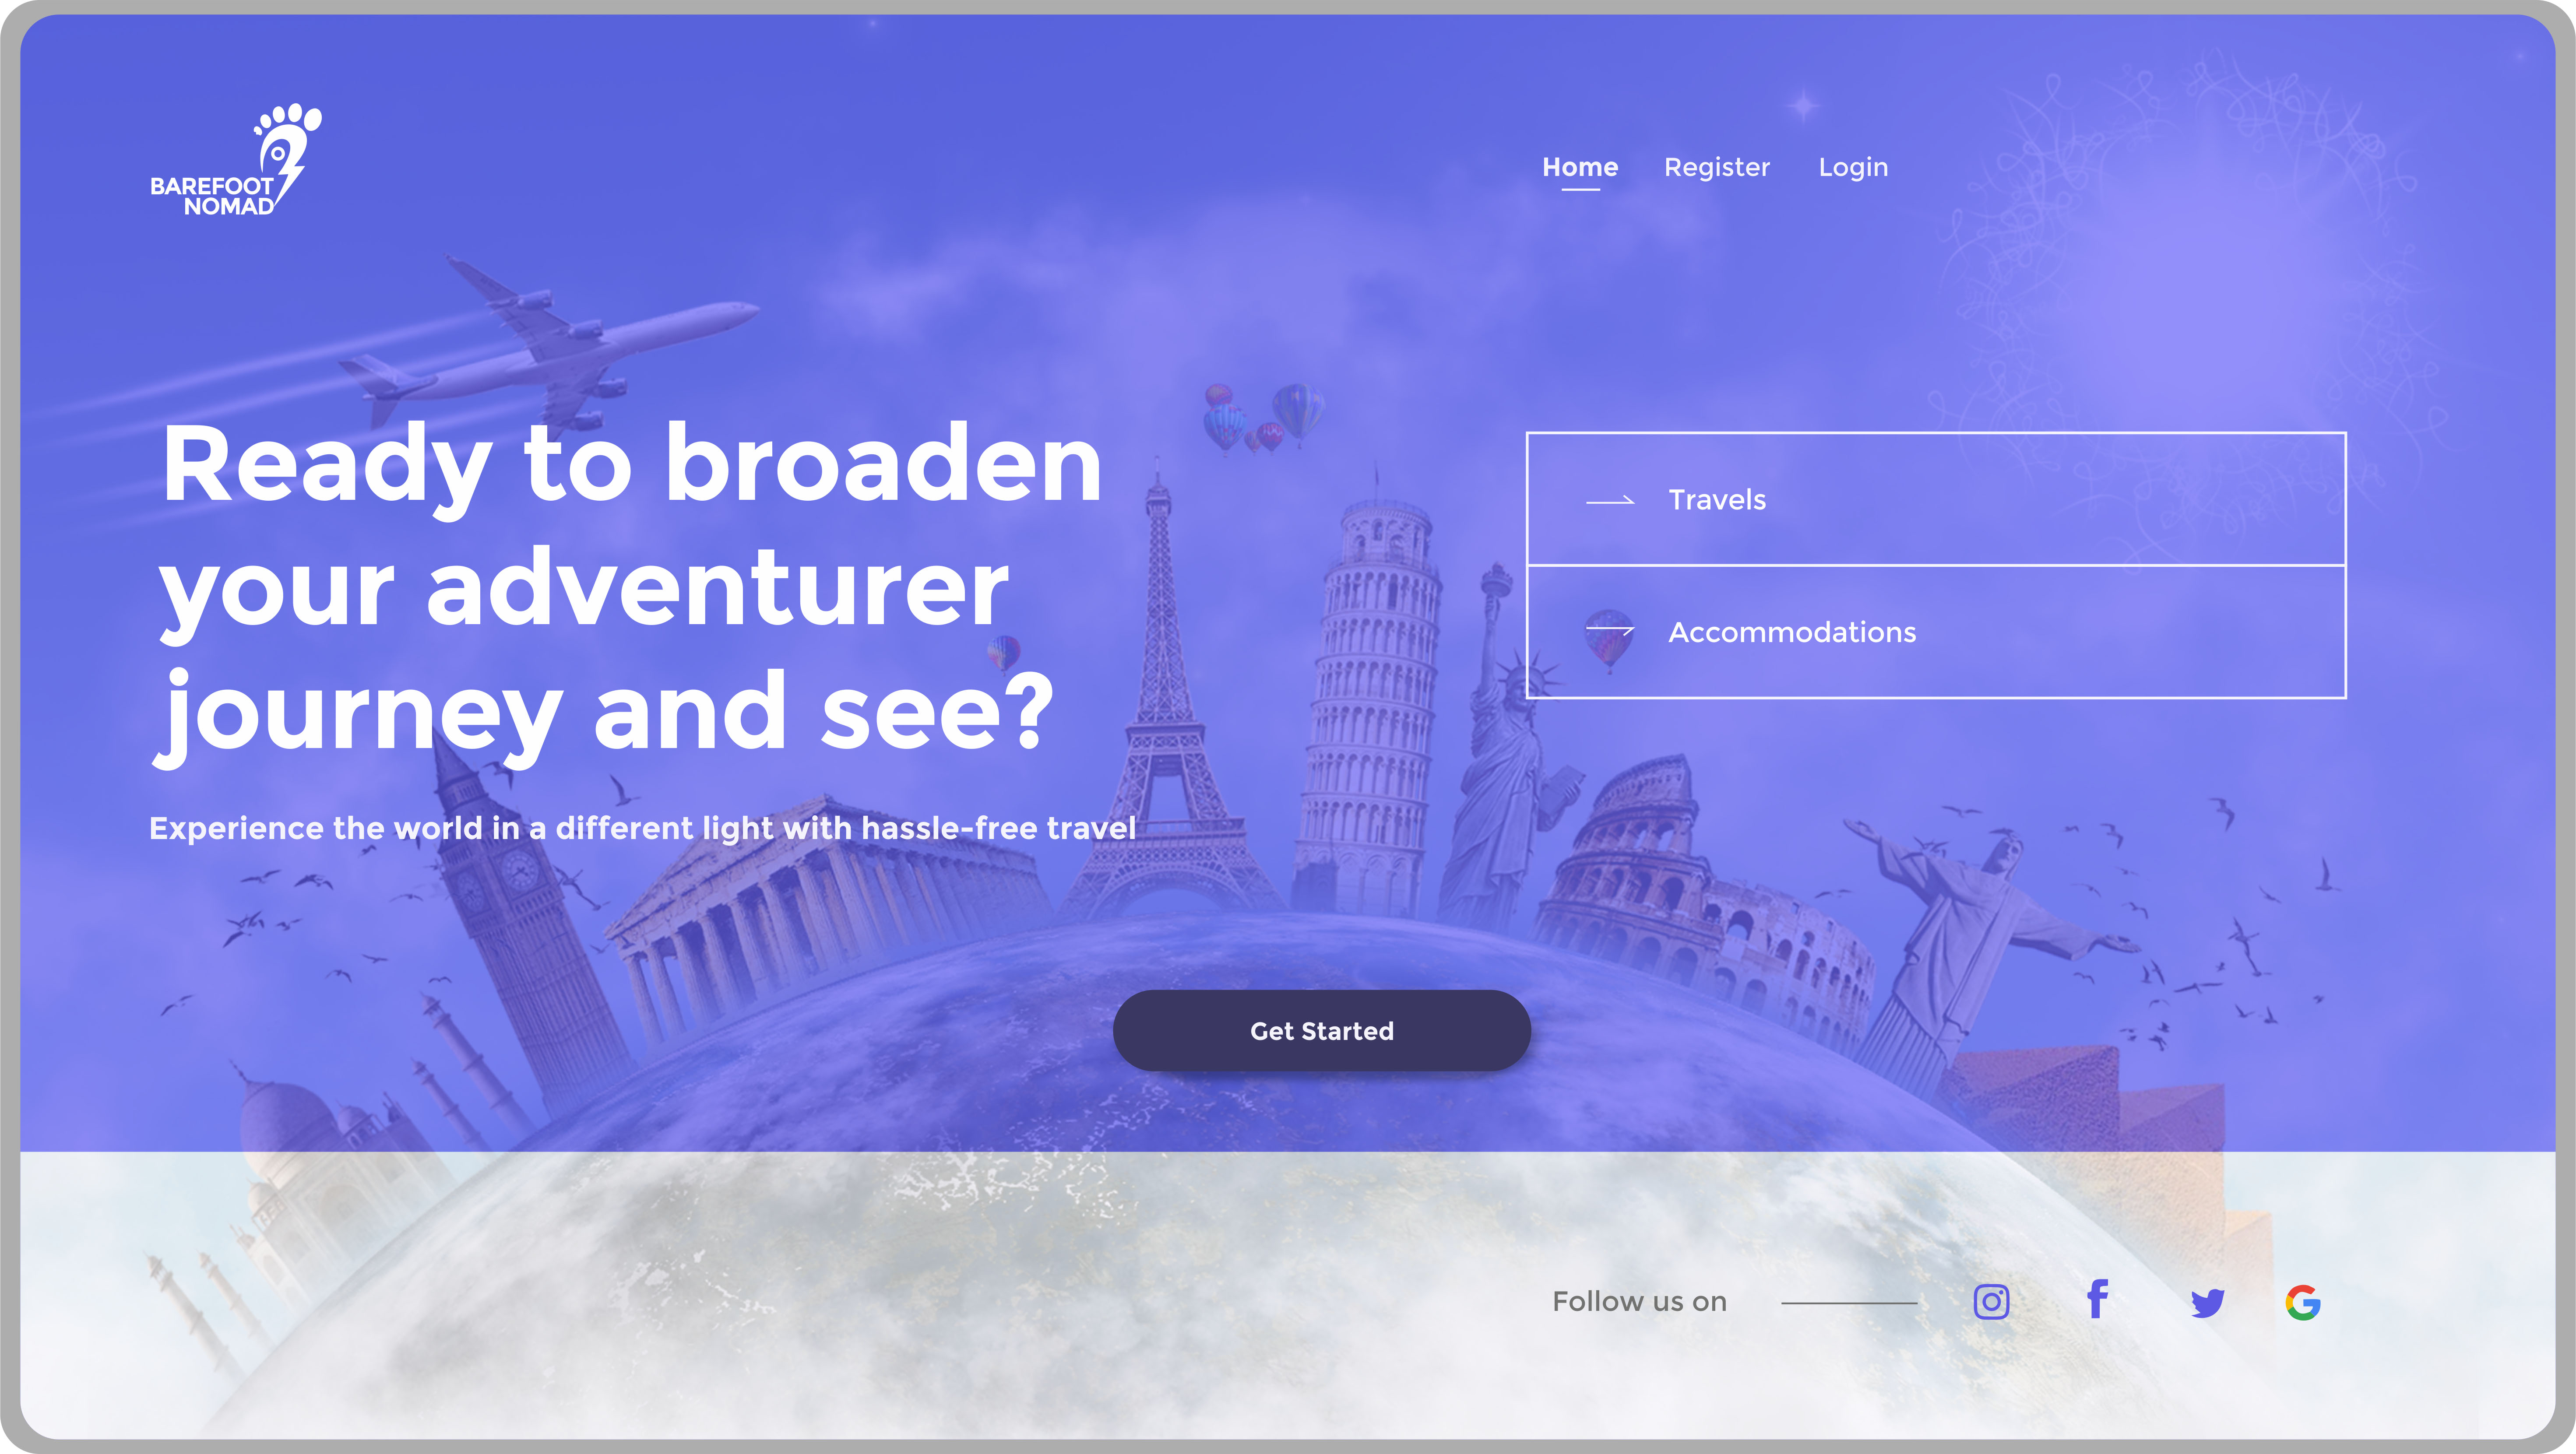 BAREFOOT
NOMAD
Home Register Login
Ready to broaden
your adventurer
journey and see?
Experience the world in a different light with hassle-free travel
Travels
Accommodations
Get Started
Follow us on